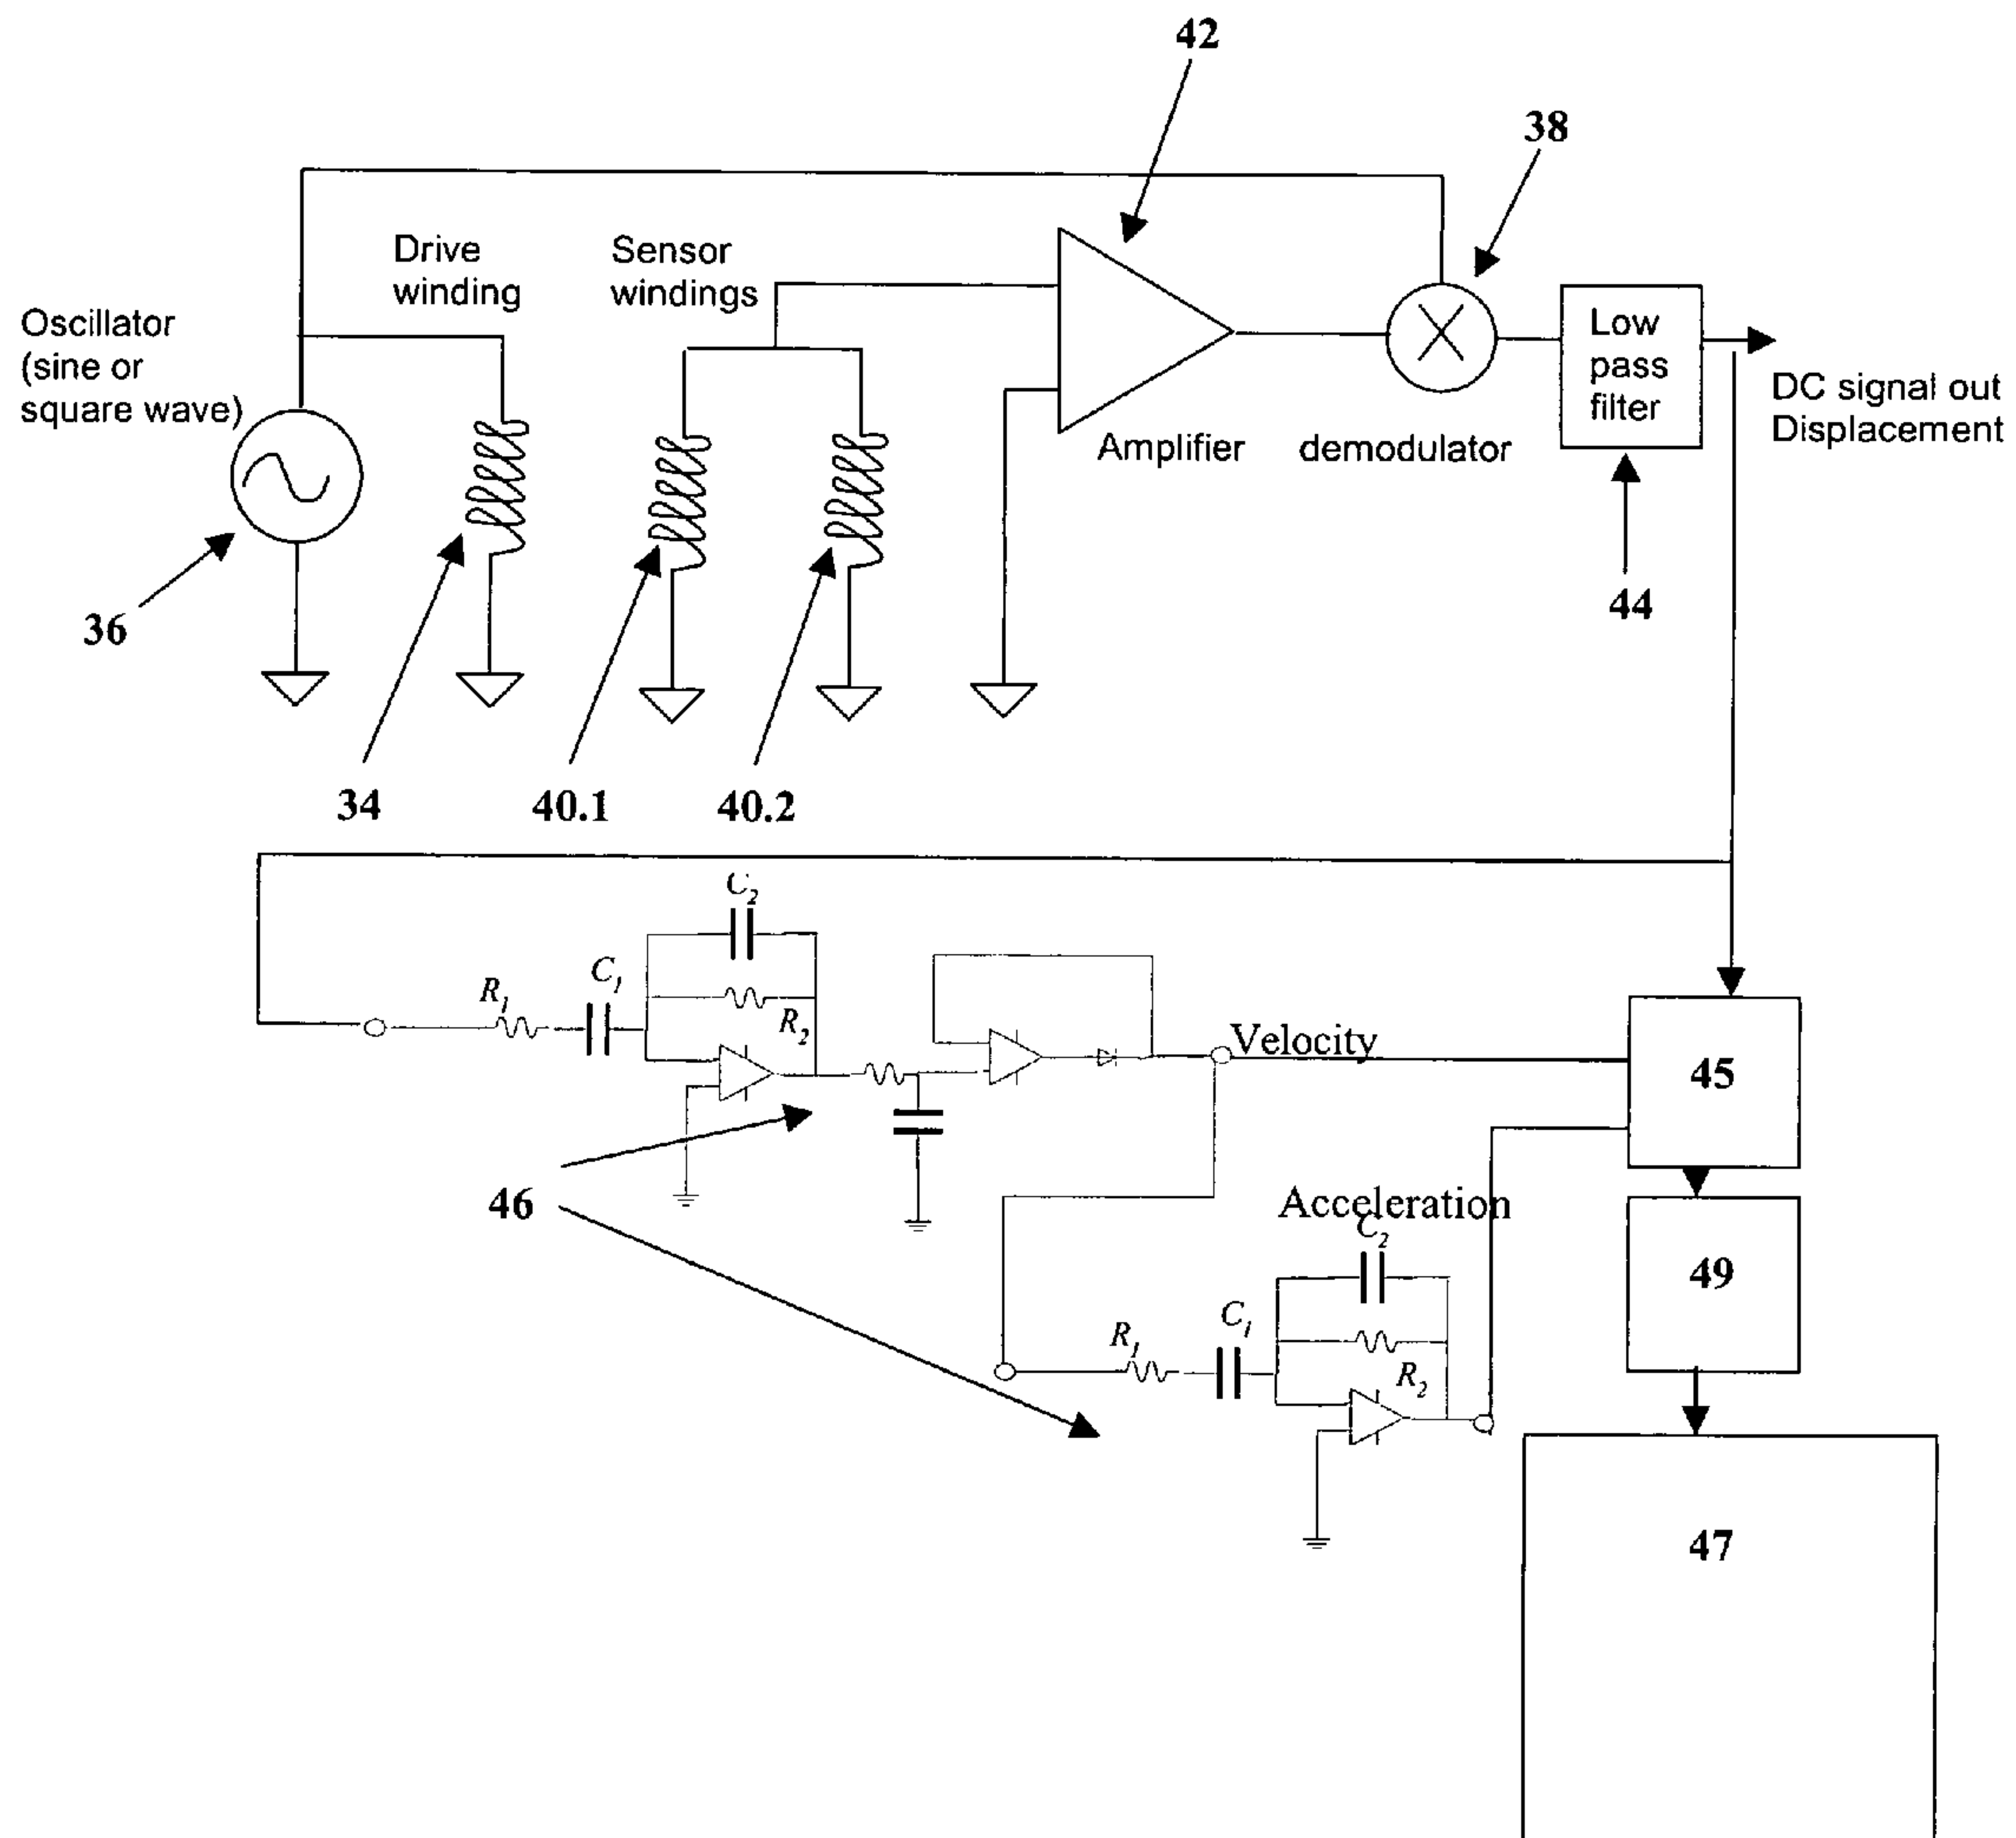 42
38
Drive
winding
Sensor
windings
Oscillator
(sine or
square wave)
Low
pass
filter
DC signal out
Displacement
Amplifier
demodulator
36
44
34
40.1
40.2
C2
C1
R1
R2
Velocity
45
46
Acceleration
C2
49
C1
R1
R2
47